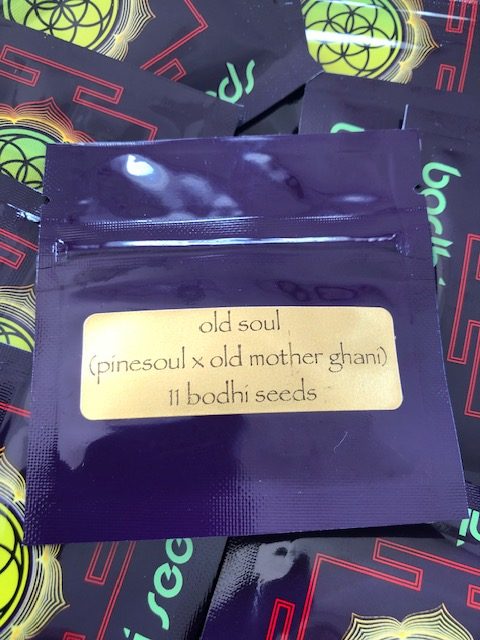 old soul
(pinesoul x old mother ghani)
11 bodhi seeds